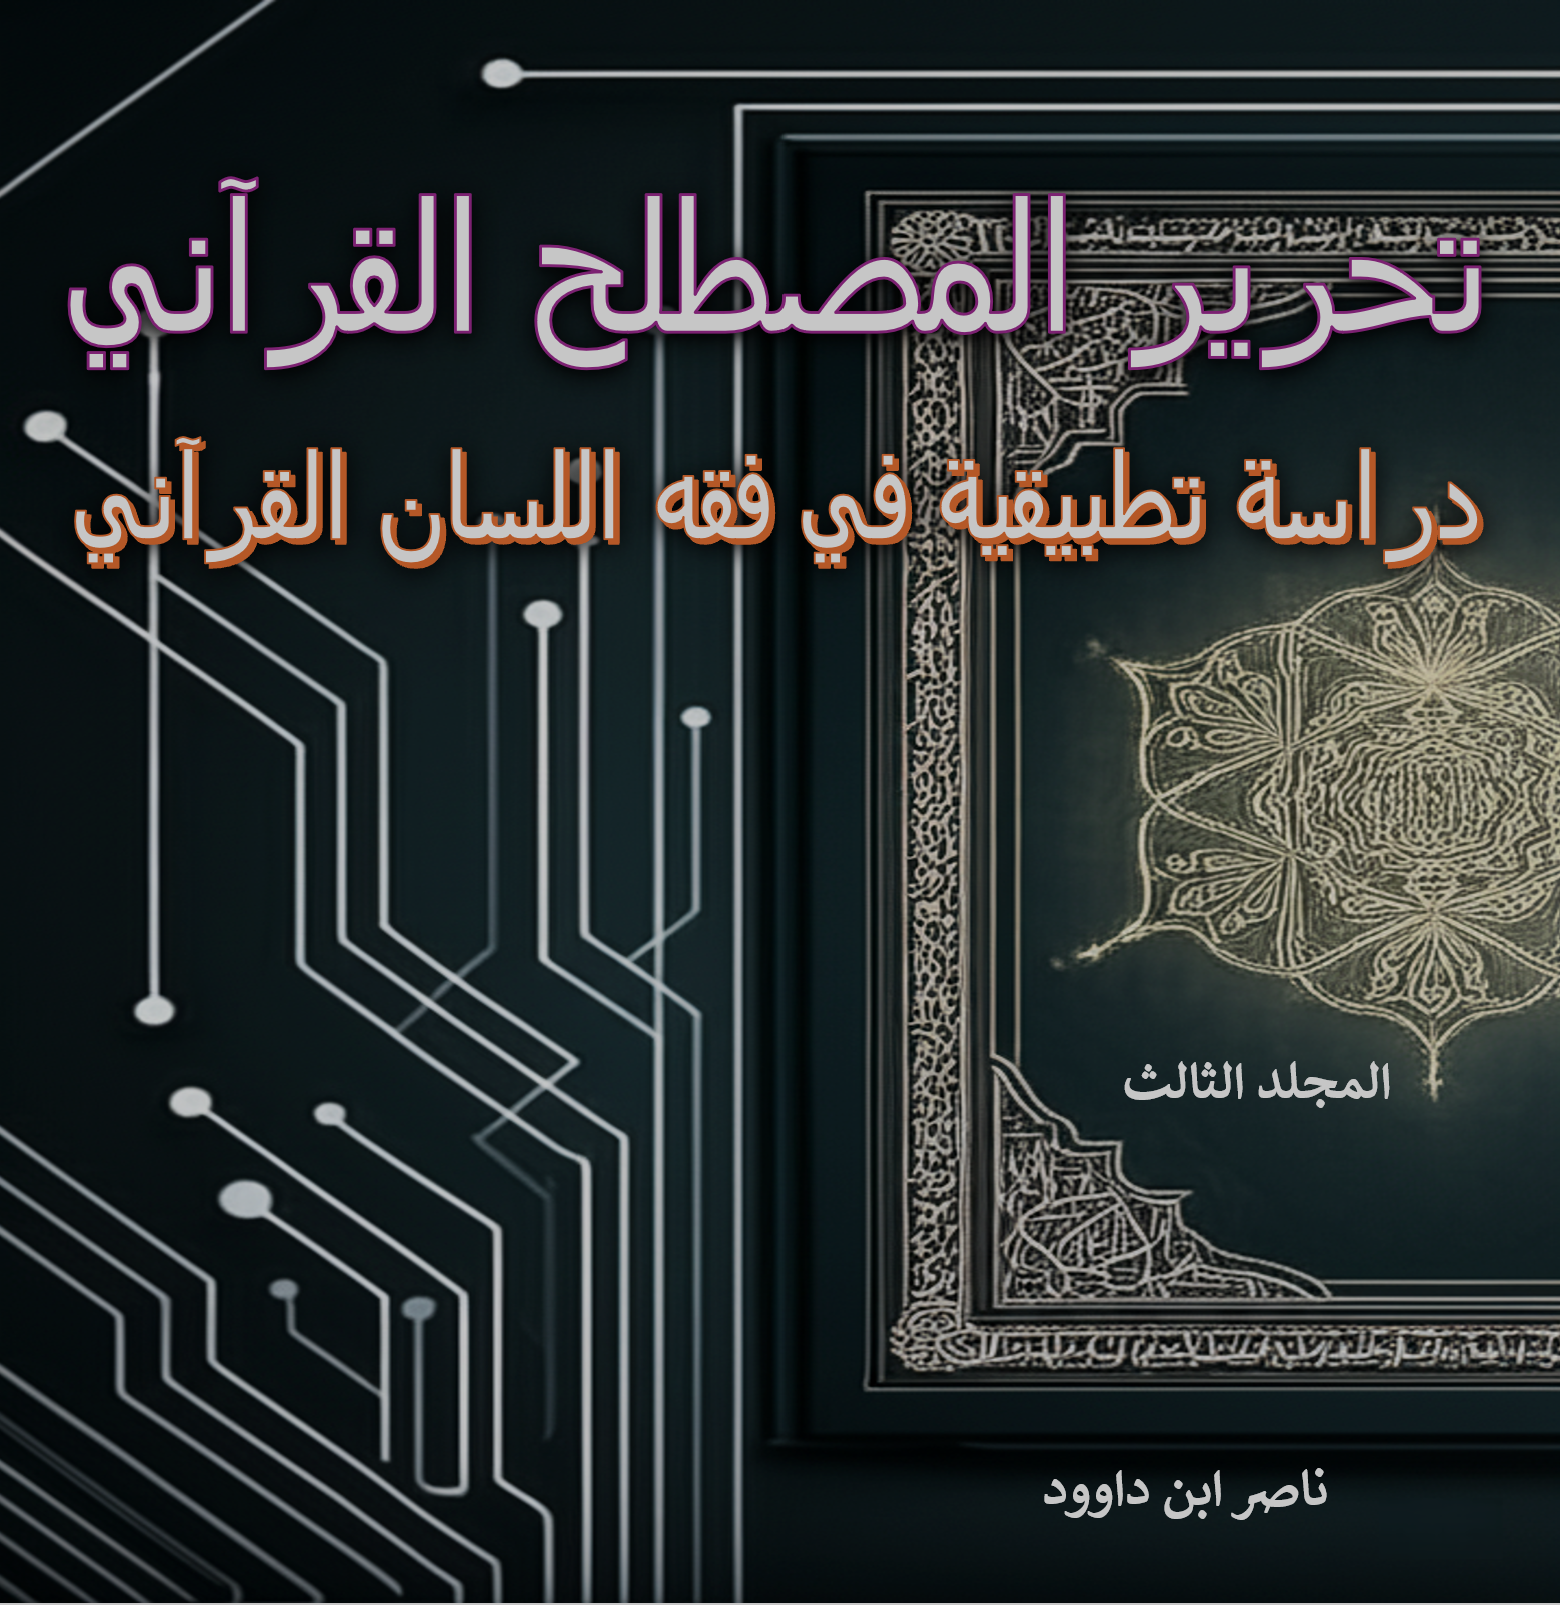 تحرير المصطلح القرآني
دراسة تطبيقية في فقه اللسان القرآني
المجلد الثالث
ناصر ابن داوود